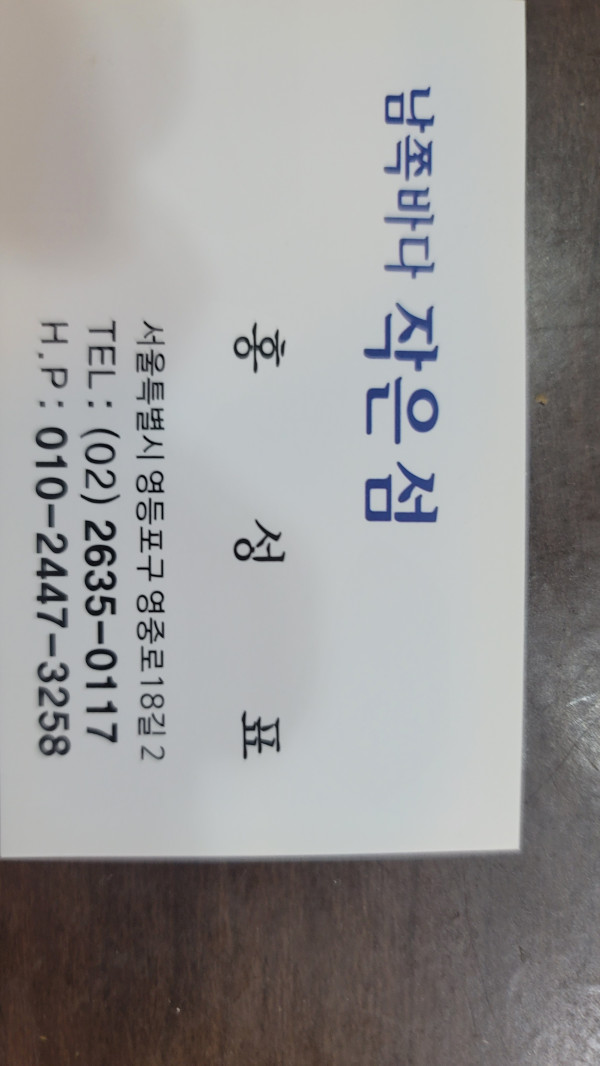 남쪽바다 작은섬
홍 성 표
서울특별시 영등포구 영중로18길 2
TEL : (02) 2635-0117
H.P : 010-2447-3258